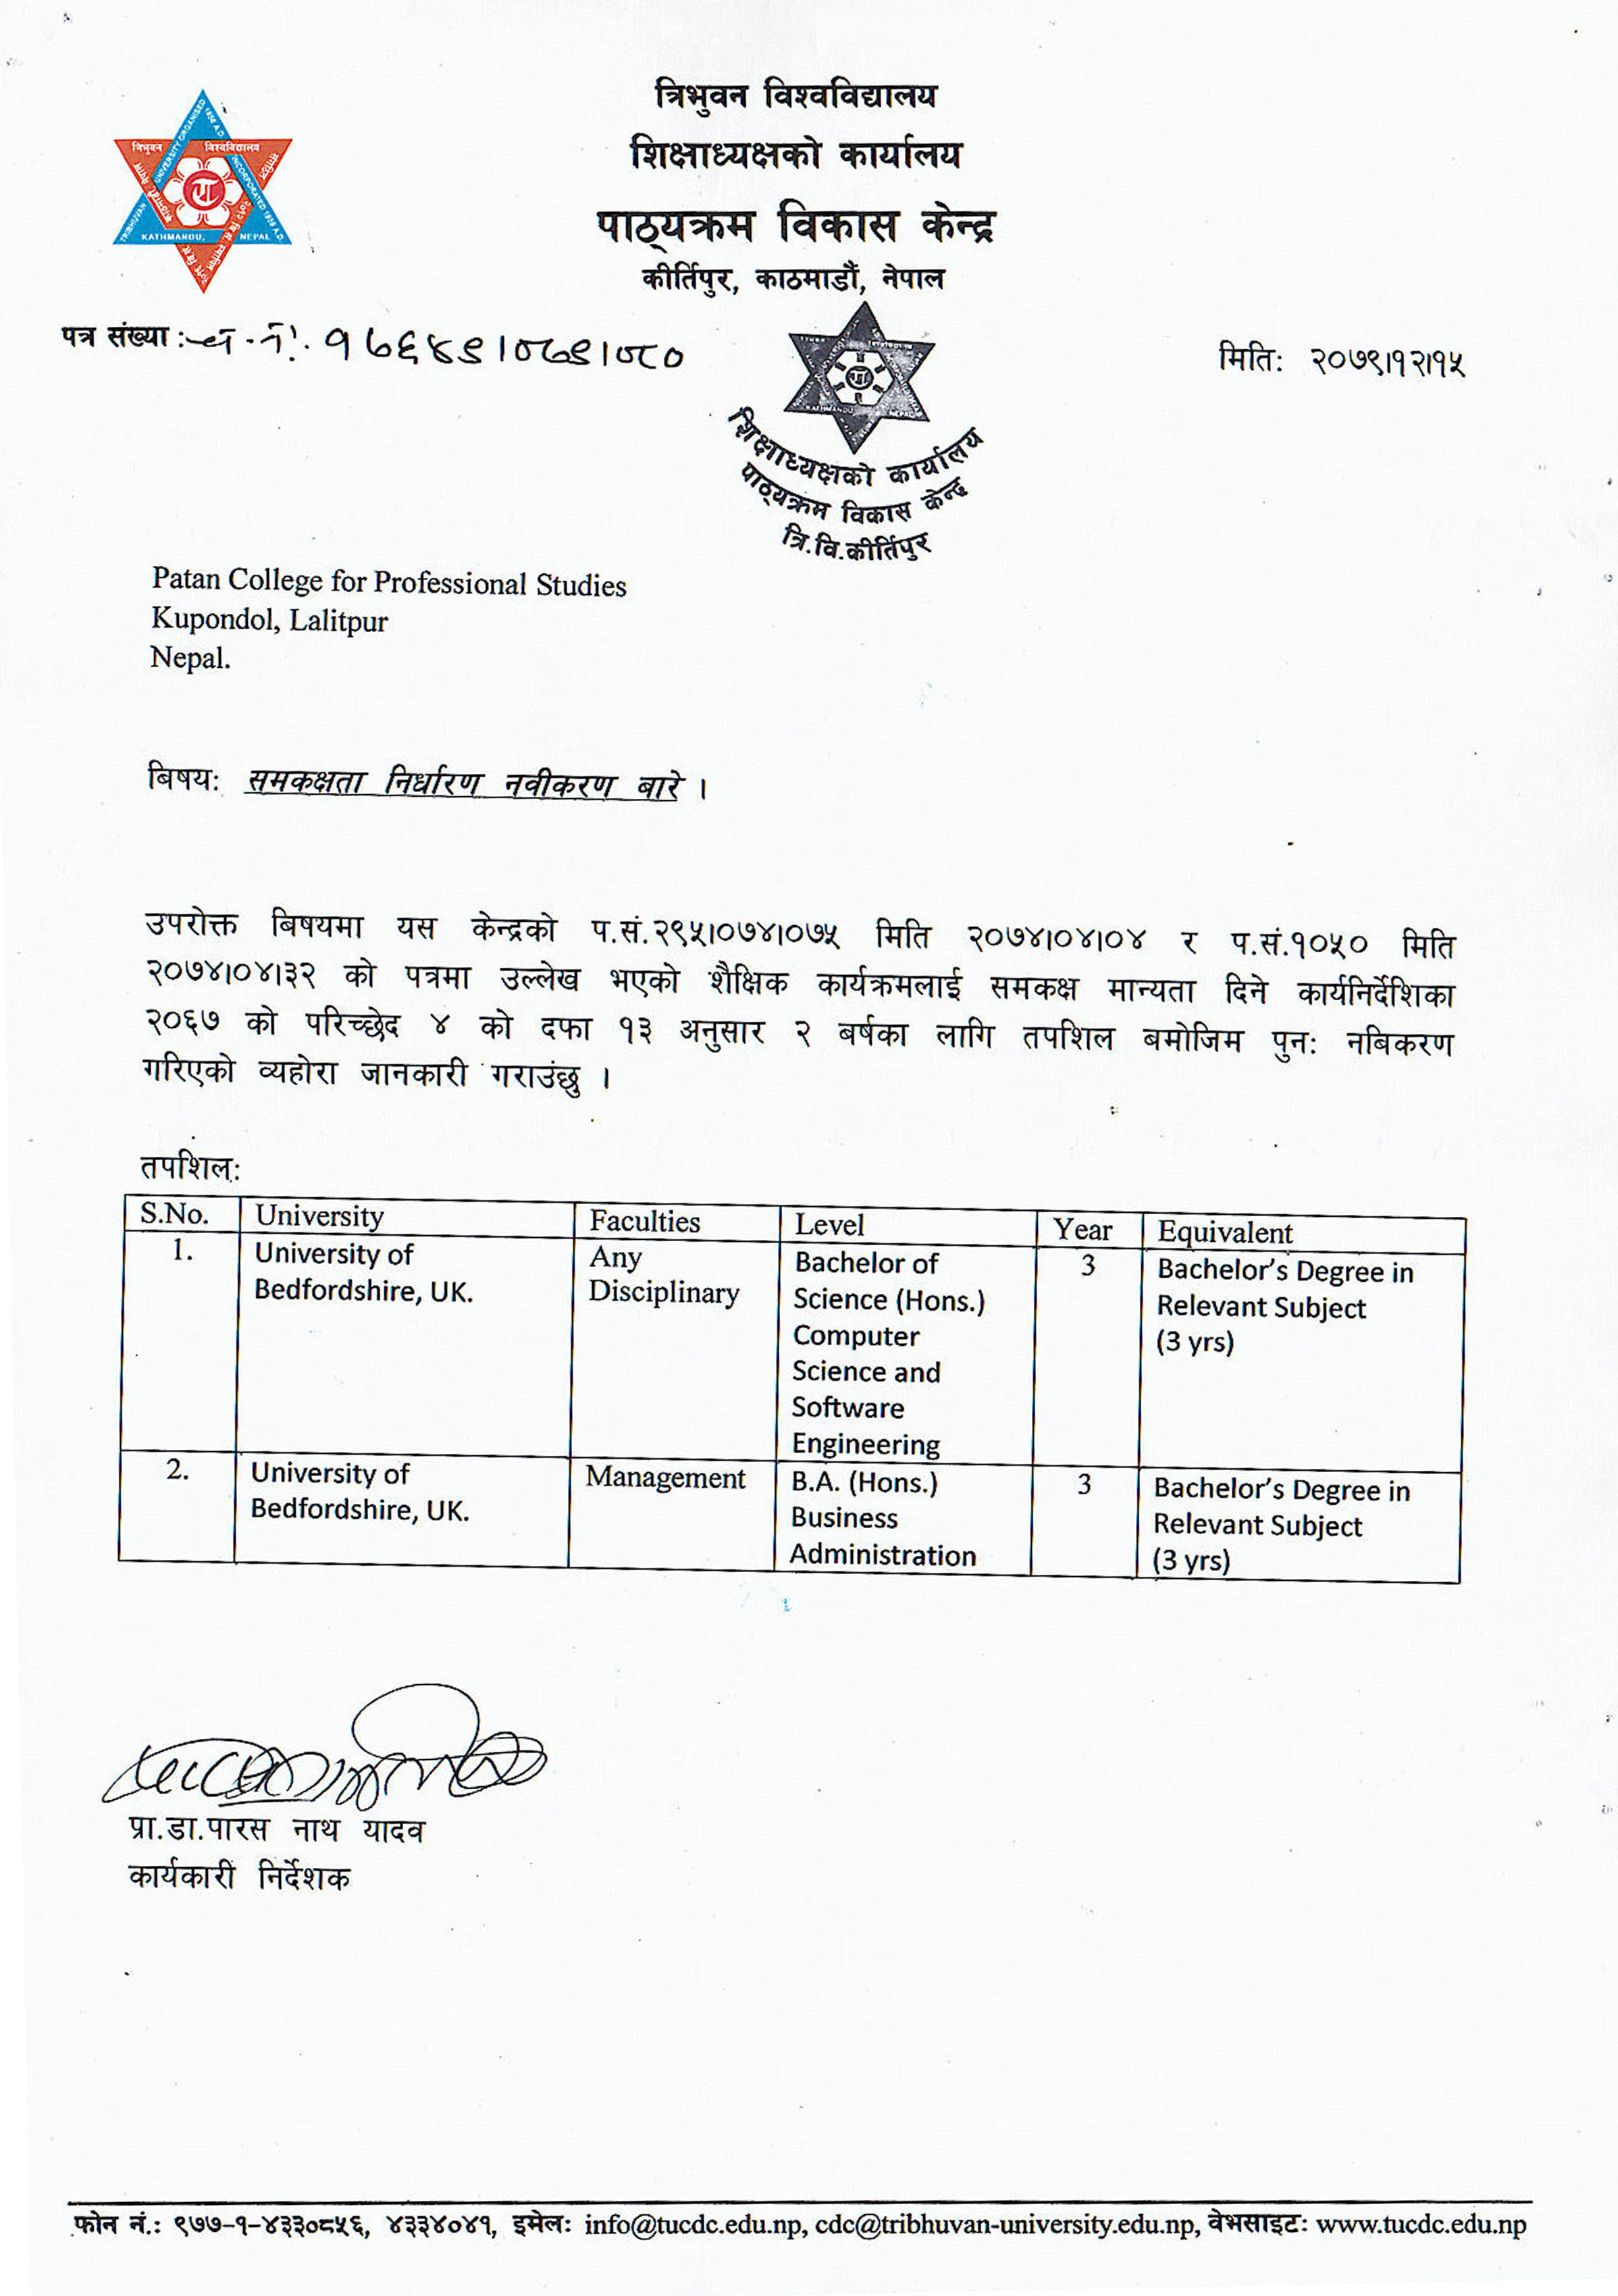 त्रिभुवन विश्वविद्यालय
शिक्षाध्यक्षको कार्यालय
पाठ्यक्रम विकास केन्द्र
कीर्तिपुर, काठमाडौं, नेपाल
पत्र संख्या : च.नं. १७६४९।०७९।०८०
मितिः २०७९।१२।१५
शिक्षाध्यक्षको कार्यालय
पाठ्यक्रम विकास केन्द्र
त्रि.वि.कीर्तिपुर
Patan College for Professional Studies
Kupondol, Lalitpur
Nepal.
बिषयः समकक्षता निर्धारण नवीकरण बारे ।
उपरोक्त बिषयमा यस केन्द्रको प.सं.२९५।०७४।०७५ मिति २०७४।०४।०४ र प.सं.१०५० मिति
२०७४।०४।३२ को पत्रमा उल्लेख भएको शैक्षिक कार्यक्रमलाई समकक्ष मान्यता दिने कार्यनिर्देशिका
२०६७ को परिच्छेद ४ को दफा १३ अनुसार २ बर्षका लागि तपशिल बमोजिम पुनः नबिकरण
गरिएको व्यहोरा जानकारी गराउंछु ।
तपशिल:
S.No. University Faculties Level Year Equivalent
1. University of Any Bachelor of 3 Bachelor's Degree in
Bedfordshire, UK. Disciplinary Science (Hons.) Relevant Subject
Computer (3 yrs)
Science and
Software
Engineering
2. University of Management B.A. (Hons.) 3 Bachelor's Degree in
Bedfordshire, UK. Business Relevant Subject
Administration (3 yrs)
प्रा.डा.पारस नाथ यादव
कार्यकारी निर्देशक
फोन नं.: ९७७-१-४३३०८५६, ४३३४०४१, इमेलः info@tucdc.edu.np, cdc@tribhuvan-university.edu.np, वेभसाइटः www.tucdc.edu.np